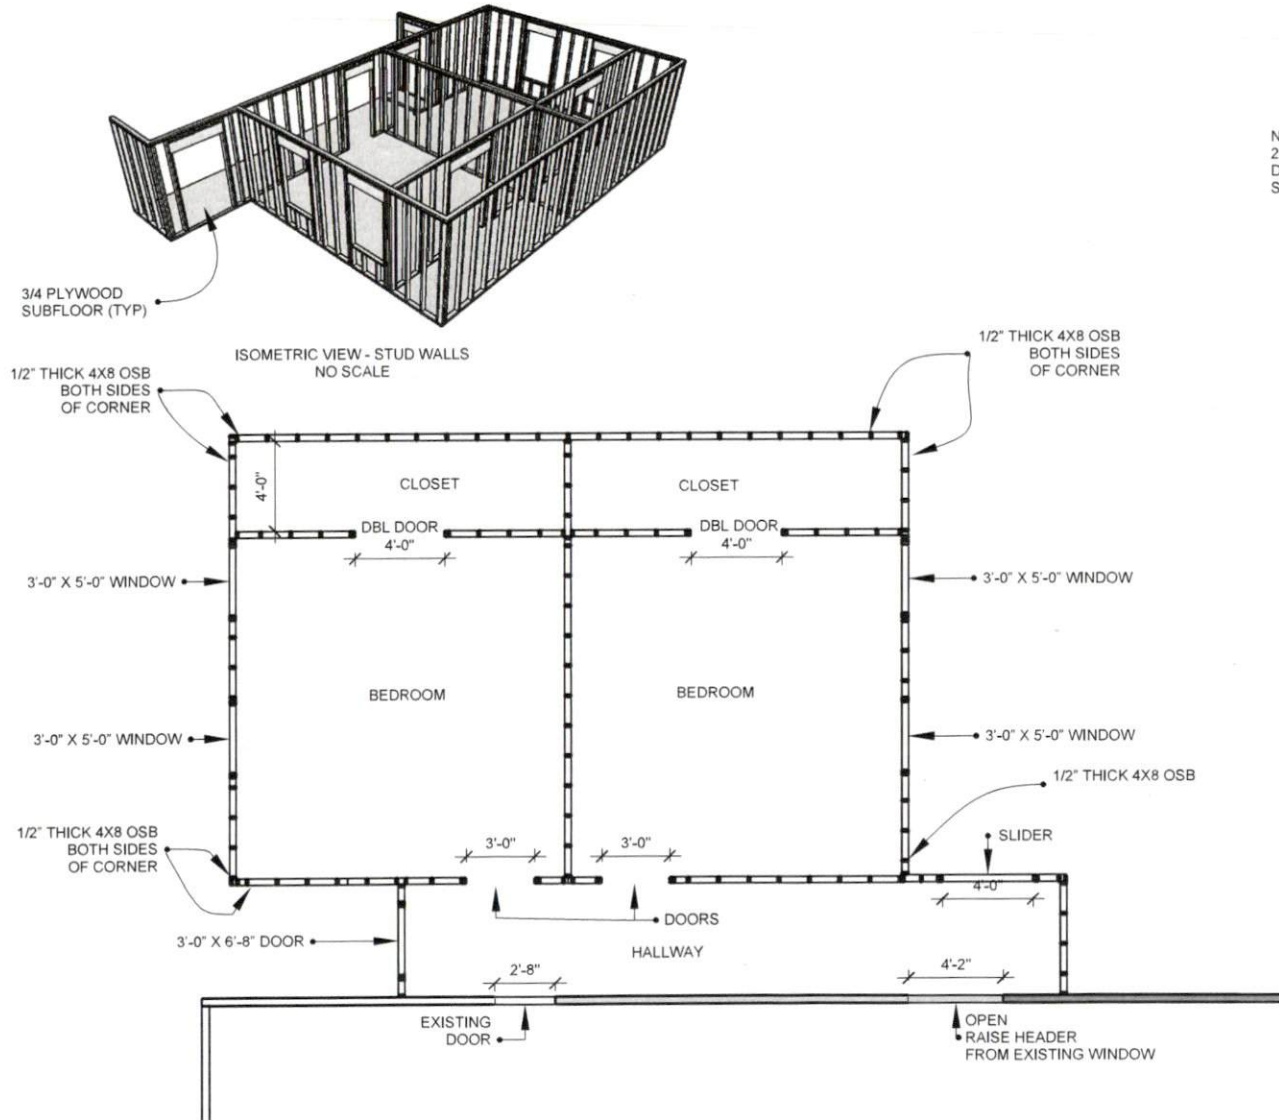 N
2
D
S
3/4 PLYWOOD
SUBFLOOR (TYP)
ISOMETRIC VIEW - STUD WALLS
NO SCALE
1/2" THICK 4X8 OSB
BOTH SIDES
OF CORNER
1/2" THICK 4X8 OSB
BOTH SIDES
OF CORNER
4'-0"
CLOSET
CLOSET
DBL DOOR
4'-0"
DBL DOOR
4'-0"
3'-0" X 5'-0" WINDOW
3'-0" X 5'-0" WINDOW
BEDROOM
BEDROOM
3'-0" X 5'-0" WINDOW
3'-0" X 5'-0" WINDOW
1/2" THICK 4X8 OSB
1/2" THICK 4X8 OSB
BOTH SIDES
OF CORNER
3'-0"
3'-0"
SLIDER
4'-0"
DOORS
3'-0" X 6'-8" DOOR
HALLWAY
2'-8"
4'-2"
EXISTING
DOOR
OPEN
RAISE HEADER
FROM EXISTING WINDOW